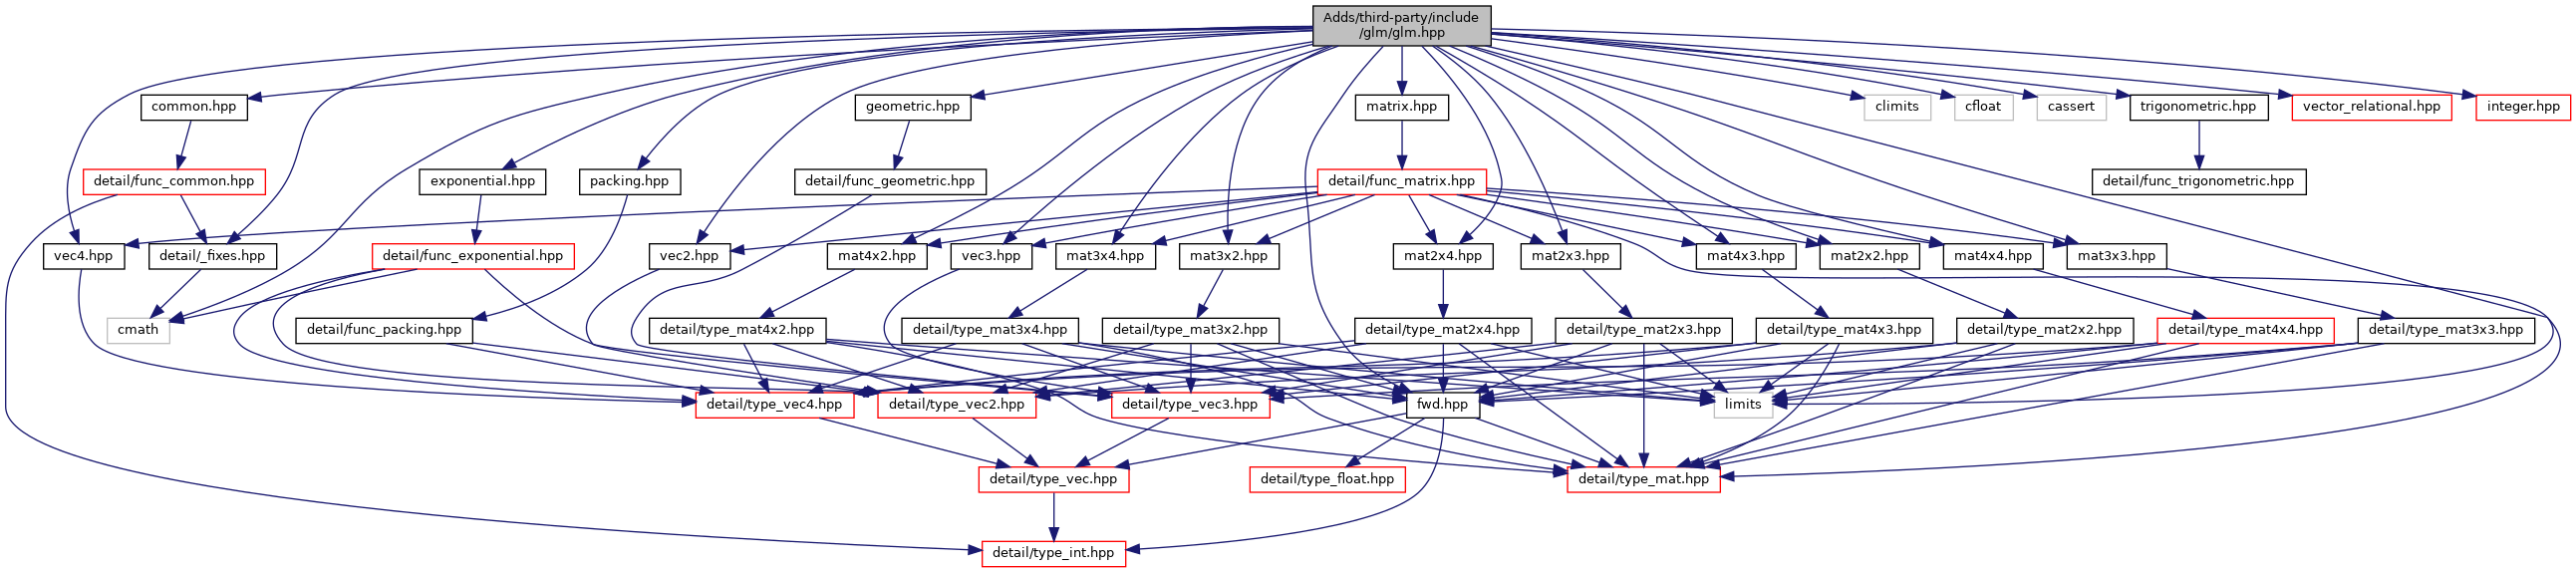 Adds/third-party/include
/glm/glm.hpp
common.hpp
geometric.hpp
matrix.hpp
climits
cfloat
cassert
trigonometric.hpp
vector_relational.hpp
integer.hpp
detail/func_common.hpp
exponential.hpp
packing.hpp
detail/func_geometric.hpp
detail/func_matrix.hpp
detail/func_trigonometric.hpp
vec4.hpp
detail/_fixes.hpp
detail/func_exponential.hpp
vec2.hpp
mat4x2.hpp
vec3.hpp
mat3x4.hpp
mat3x2.hpp
mat2x4.hpp
mat2x3.hpp
mat4x3.hpp
mat2x2.hpp
mat4x4.hpp
mat3x3.hpp
cmath
detail/func_packing.hpp
detail/type_mat4x2.hpp
detail/type_mat3x4.hpp
detail/type_mat3x2.hpp
detail/type_mat2x4.hpp
detail/type_mat2x3.hpp
detail/type_mat4x3.hpp
detail/type_mat2x2.hpp
detail/type_mat4x4.hpp
detail/type_mat3x3.hpp
detail/type_vec4.hpp
detail/type_vec2.hpp
detail/type_vec3.hpp
fwd.hpp
limits
detail/type_vec.hpp
detail/type_float.hpp
detail/type_mat.hpp
detail/type_int.hpp